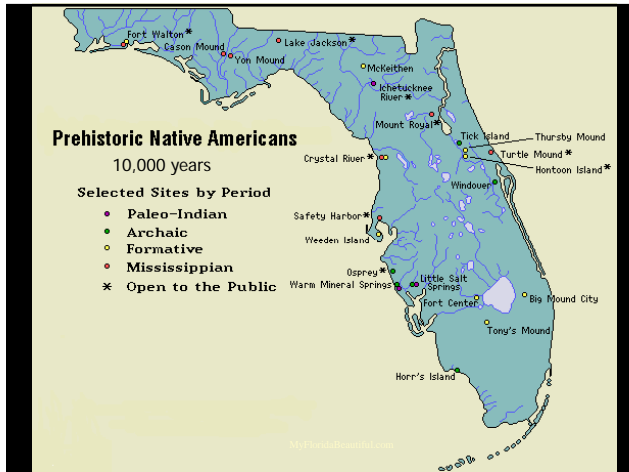 Fort Walton*
Cason Mound
Yon Mound
Lake Jackson*
McKeithen
Ichetucknee
River*
Mount Royal*
Tick Island
Thursby Mound
Turtle Mound*
Hontoon Island*
Prehistoric Native Americans
10,000 years
Crystal River*
Windover
Selected Sites by Period
Paleo-Indian
Archaic
Formative
Mississippian
* Open to the Public
Safety Harbor*
Weeden Island
Osprey*
Warm Mineral Springs
Little Salt
Springs
Fort Center
Big Mound City
Tony's Mound
Horr's Island
MyFloridaBeautiful.com